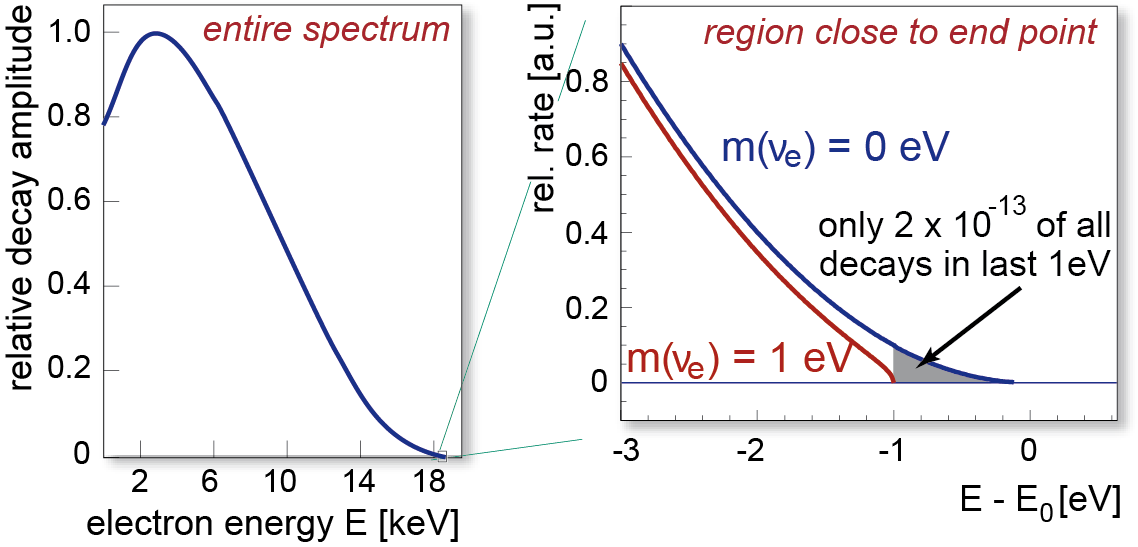 entire spectrum
relative decay amplitude
1.0
0.8
0.6
0.4
0.2
0
2 6 10 14 18
electron energy E [keV]
region close to end point
rel. rate [a.u.]
0.8
0.6
0.4
0.2
0
m(νe) = 0 eV
only 2 x 10-13 of all
decays in last 1eV
m(νe) = 1 eV
-3 -2 -1 0
E - E0 [eV]